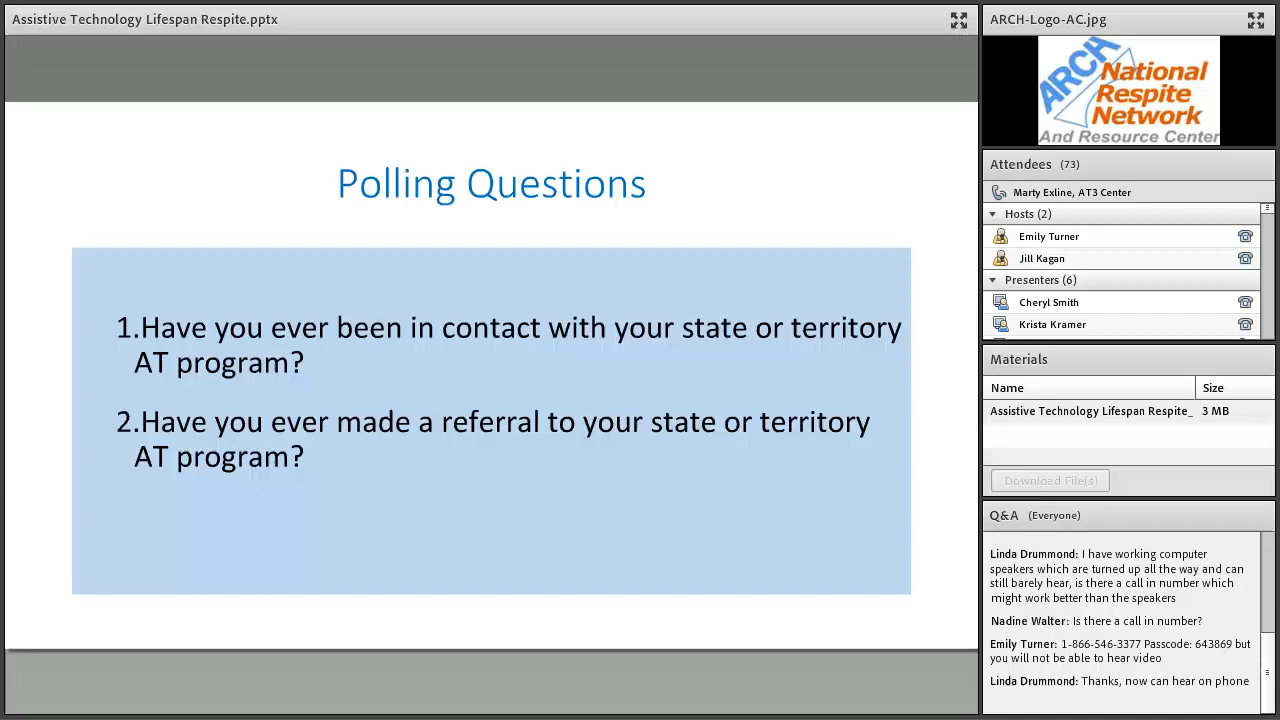 Assistive Technology Lifespan Respite.pptx
Polling Questions
1.Have you ever been in contact with your state or territory
AT program?
2.Have you ever made a referral to your state or territory
AT program?
ARCH-Logo-AC.jpg
ARCH
National
Respite
Network
And Resource Center
Attendees (73)
Marty Exline, AT3 Center
Hosts (2)
Emily Turner
Jill Kagan
Presenters (6)
Cheryl Smith
Krista Kramer
Materials
Name Size
Assistive Technology Lifespan Respite_ 3 MB
Download File(s)
Q&A (Everyone)
Linda Drummond: I have working computer
speakers which are turned up all the way and can
still barely hear, is there a call in number which
might work better than the speakers
Nadine Walter: Is there a call in number?
Emily Turner: 1-866-546-3377 Passcode: 643869 but
you will not be able to hear video
Linda Drummond: Thanks, now can hear on phone